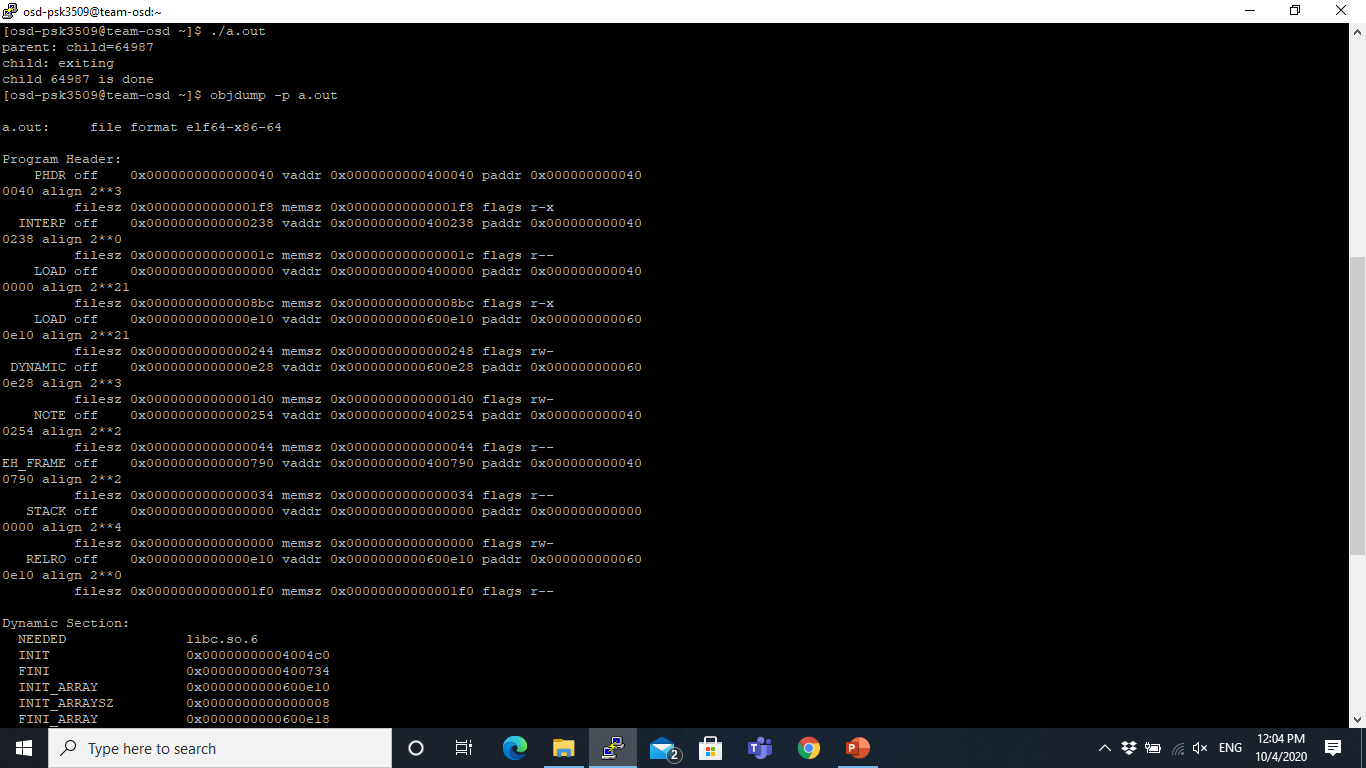 osd-psk3509@team-osd:~
[osd-psk3509@team-osd ~]$ ./a.out
parent: child=64987
child: exiting
child 64987 is done
[osd-psk3509@team-osd ~]$ objdump -p a.out
a.out:     file format elf64-x86-64
Program Header:
    PHDR off    0x0000000000000040 vaddr 0x0000000000400040 paddr 0x000000000040
0040 align 2**3
         filesz 0x00000000000001f8 memsz 0x00000000000001f8 flags r-x
  INTERP off    0x0000000000000238 vaddr 0x0000000000400238 paddr 0x000000000040
0238 align 2**0
         filesz 0x000000000000001c memsz 0x000000000000001c flags r--
    LOAD off    0x0000000000000000 vaddr 0x0000000000400000 paddr 0x000000000040
0000 align 2**21
         filesz 0x00000000000008bc memsz 0x00000000000008bc flags r-x
    LOAD off    0x0000000000000e10 vaddr 0x0000000000600e10 paddr 0x000000000060
0e10 align 2**21
         filesz 0x0000000000000244 memsz 0x0000000000000248 flags rw-
 DYNAMIC off    0x0000000000000e28 vaddr 0x0000000000600e28 paddr 0x000000000060
0e28 align 2**3
         filesz 0x00000000000001d0 memsz 0x00000000000001d0 flags rw-
    NOTE off    0x0000000000000254 vaddr 0x0000000000400254 paddr 0x000000000040
0254 align 2**2
         filesz 0x0000000000000044 memsz 0x0000000000000044 flags r--
EH_FRAME off    0x0000000000000790 vaddr 0x0000000000400790 paddr 0x000000000040
0790 align 2**2
         filesz 0x0000000000000034 memsz 0x0000000000000034 flags r--
   STACK off    0x0000000000000000 vaddr 0x0000000000000000 paddr 0x000000000000
0000 align 2**4
         filesz 0x0000000000000000 memsz 0x0000000000000000 flags rw-
   RELRO off    0x0000000000000e10 vaddr 0x0000000000600e10 paddr 0x000000000060
0e10 align 2**0
         filesz 0x00000000000001f0 memsz 0x00000000000001f0 flags r--
Dynamic Section:
  NEEDED               libc.so.6
  INIT                 0x00000000004004c0
  FINI                 0x0000000000400734
  INIT_ARRAY           0x0000000000600e10
  INIT_ARRAYSZ         0x0000000000000008
  FINI_ARRAY           0x0000000000600e18
Type here to search
2
ENG
12:04 PM
10/4/2020